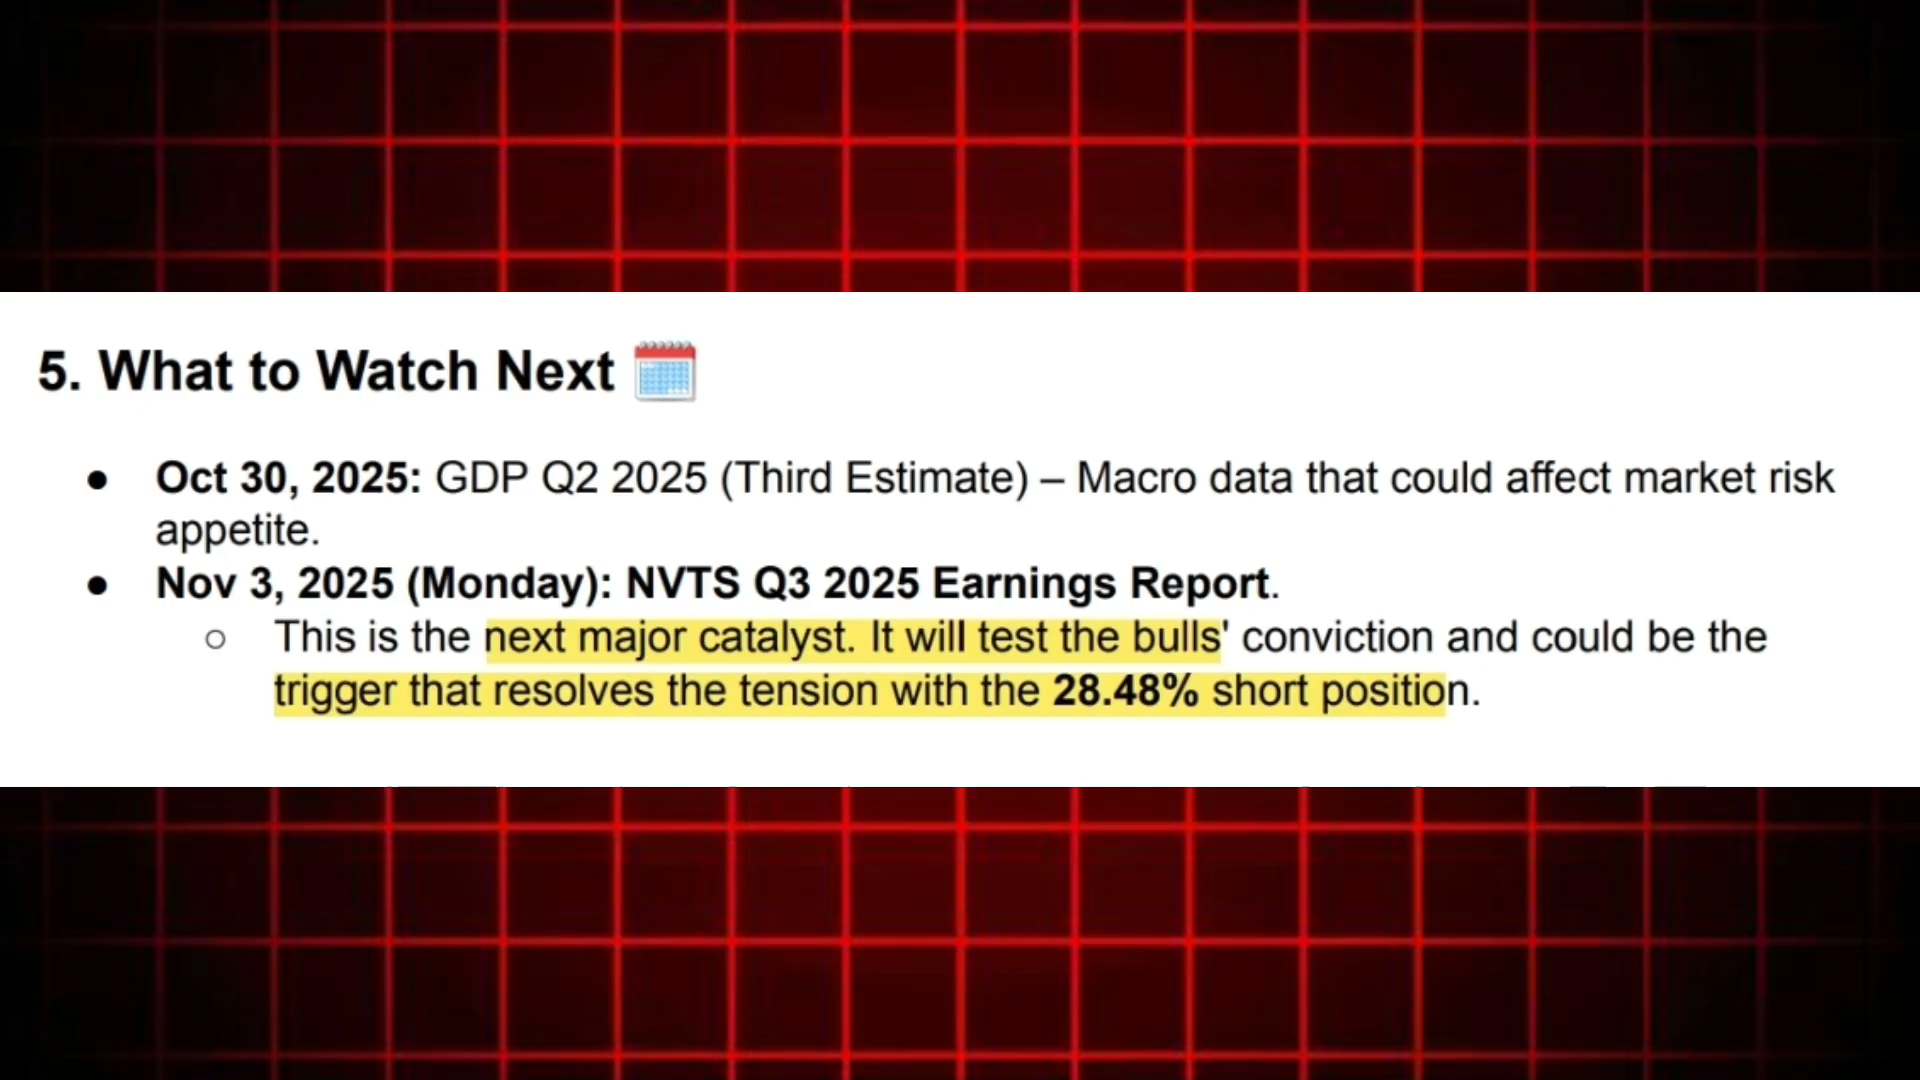 5. What to Watch Next 🗓️
● Oct 30, 2025: GDP Q2 2025 (Third Estimate) – Macro data that could affect market risk
appetite.
● Nov 3, 2025 (Monday): NVTS Q3 2025 Earnings Report.
○ This is the next major catalyst. It will test the bulls' conviction and could be the
trigger that resolves the tension with the 28.48% short position.